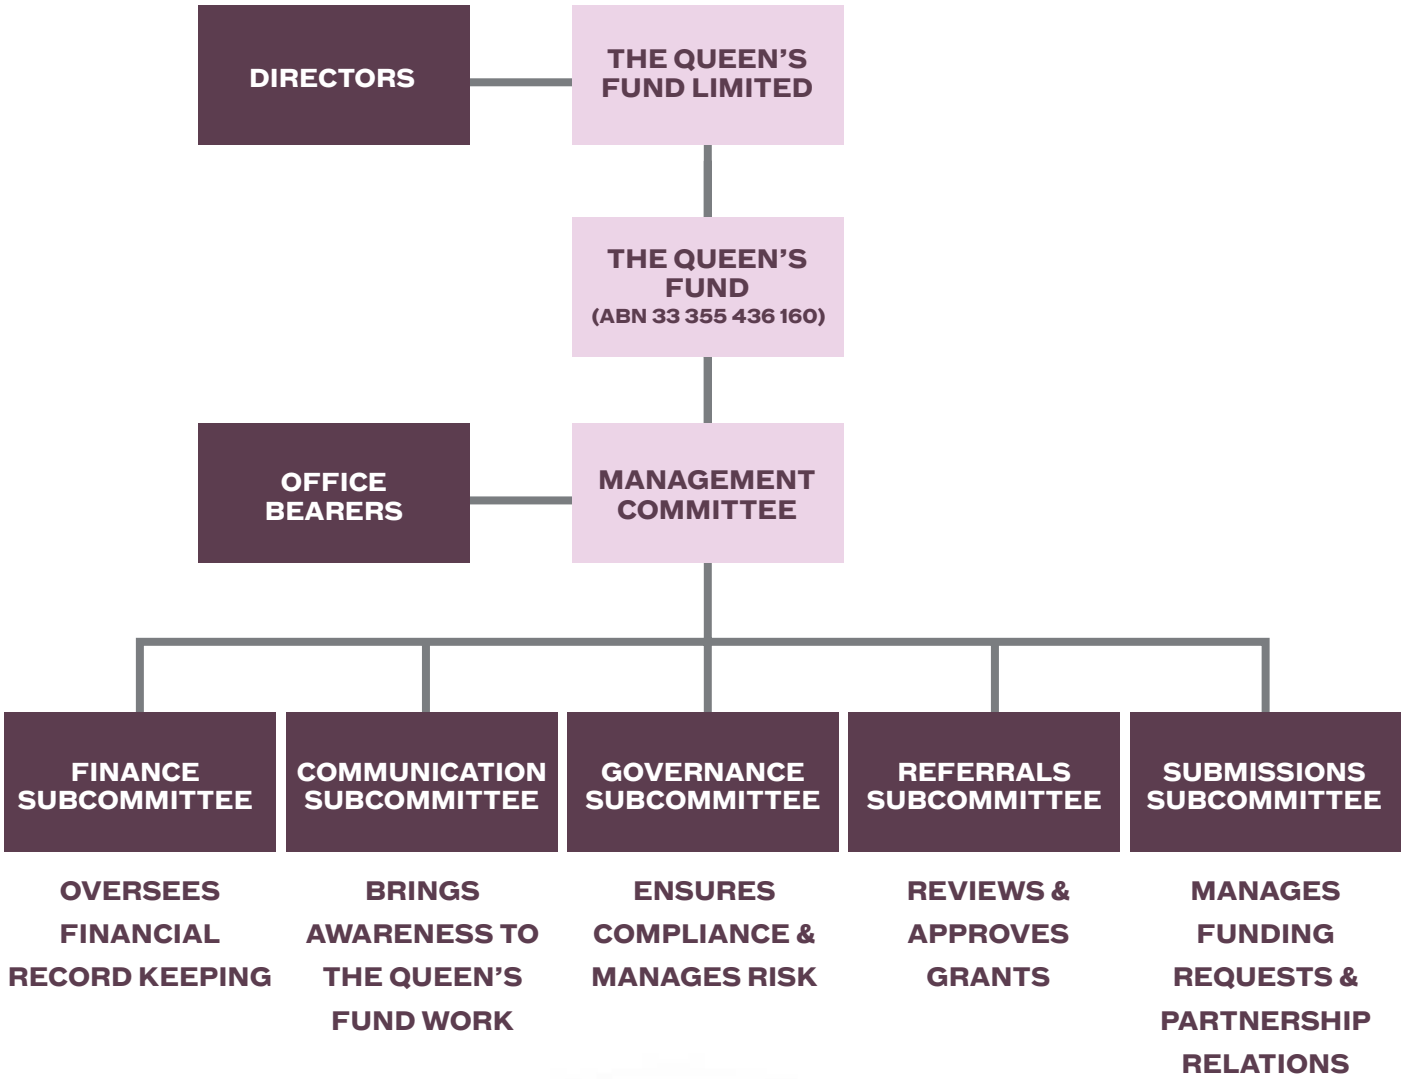 DIRECTORS
THE QUEEN’S
FUND LIMITED
THE QUEEN’S
FUND
(ABN 33 355 436 160)
OFFICE
BEARERS
MANAGEMENT
COMMITTEE
FINANCE
SUBCOMMITTEE
OVERSEES
FINANCIAL
RECORD KEEPING
COMMUNICATION
SUBCOMMITTEE
BRINGS
AWARENESS TO
THE QUEEN’S
FUND WORK
GOVERNANCE
SUBCOMMITTEE
ENSURES
COMPLIANCE &
MANAGES RISK
REFERRALS
SUBCOMMITTEE
REVIEWS &
APPROVES
GRANTS
SUBMISSIONS
SUBCOMMITTEE
MANAGES
FUNDING
REQUESTS &
PARTNERSHIP
RELATIONS